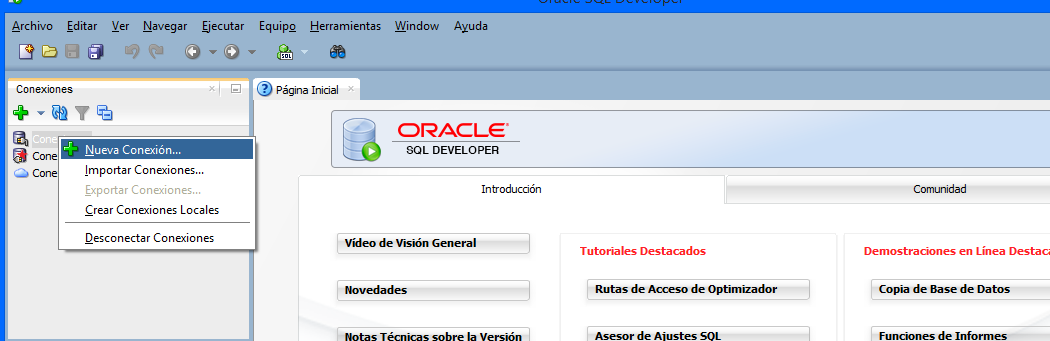 Oracle SQL Developer
Archivo Editar Ver Navegar Ejecutar Equipo Herramientas Window Ayuda
SQL
Conexiones
Página Inicial
Cone
Cone
Cone
Nueva Conexión...
Importar Conexiones...
Exportar Conexiones...
Crear Conexiones Locales
Desconectar Conexiones
ORACLE
SQL DEVELOPER
Introducción
Comunidad
Vídeo de Visión General
Novedades
Notas Técnicas sobre la Versión
Tutoriales Destacados
Rutas de Acceso de Optimizador
Asesor de Ajustes SQL
Demostraciones en Línea Destaca
Copia de Base de Datos
Funciones de Informes